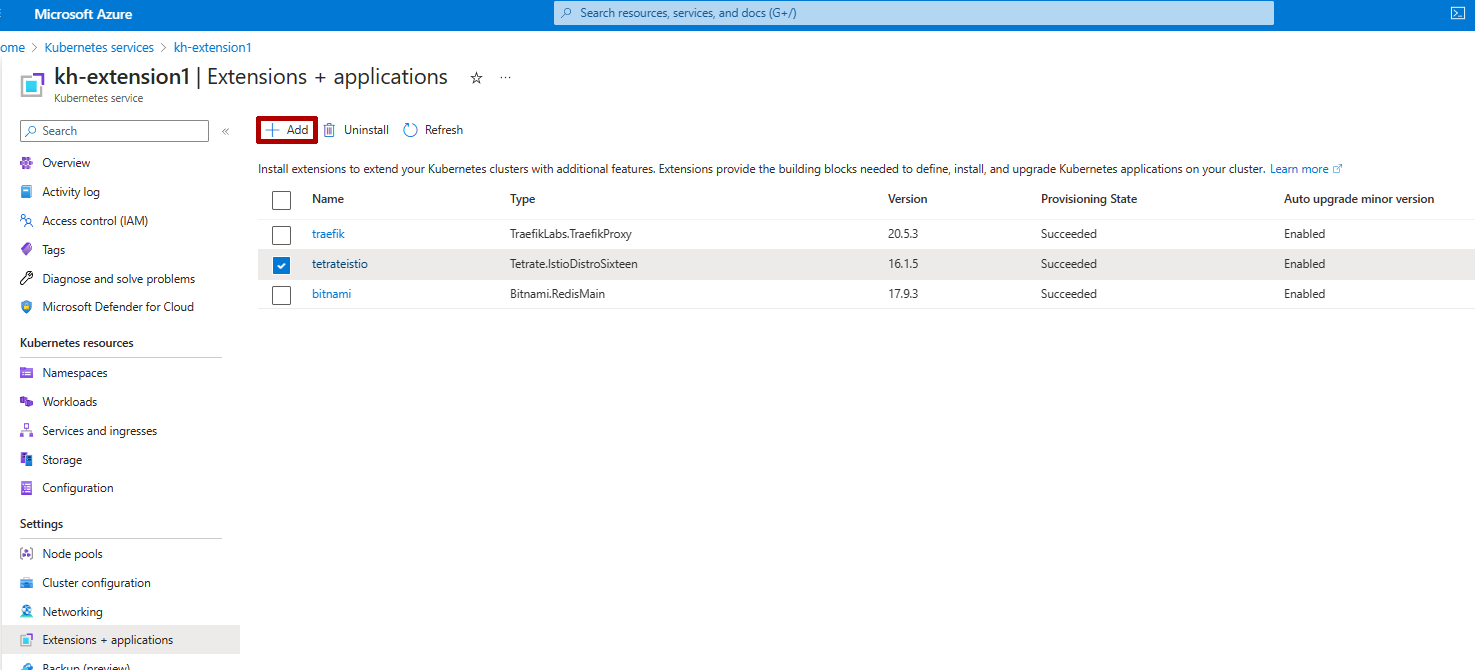 Microsoft Azure
Search resources, services, and docs (G+/)
ome > Kubernetes services > kh-extension1
kh-extension1 | Extensions + applications
Kubernetes service
Search
Add Uninstall Refresh
Overview
Activity log
Access control (IAM)
Tags
Diagnose and solve problems
Microsoft Defender for Cloud
Kubernetes resources
Namespaces
Workloads
Services and ingresses
Storage
Configuration
Settings
Node pools
Cluster configuration
Networking
Extensions + applications
Backup (preview)
Install extensions to extend your Kubernetes clusters with additional features. Extensions provide the building blocks needed to define, install, and upgrade Kubernetes applications on your cluster. Learn more
Name Type Version Provisioning State Auto upgrade minor version
traefik TraefikLabs.TraefikProxy 20.5.3 Succeeded Enabled
tetrateistio Tetrate.IstioDistroSixteen 16.1.5 Succeeded Enabled
bitnami Bitnami.RedisMain 17.9.3 Succeeded Enabled